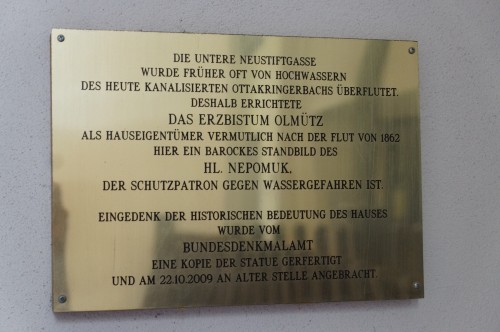 DIE UNTERE NEUSTIFTGASSE
WURDE FRÜHER OFT VON HOCHWASSERN
DES HEUTE KANALISIERTEN OTTAKRINGERBACHS ÜBERFLUTET.
DESHALB ERRICHTETE
DAS ERZBISTUM OLMÜTZ
ALS HAUSEIGENTÜMER VERMUTLICH NACH DER FLUT VON 1862
HIER EIN BAROCKES STANDBILD DES
HL. NEPOMUK,
DER SCHUTZPATRON GEGEN WASSERGEFAHREN IST.
EINGEDENK DER HISTORISCHEN BEDEUTUNG DES HAUSES
WURDE VOM
BUNDESDENKMALAMT
EINE KOPIE DER STATUE GERFERTIGT
UND AM 22.10.2009 AN ALTER STELLE ANGEBRACHT.